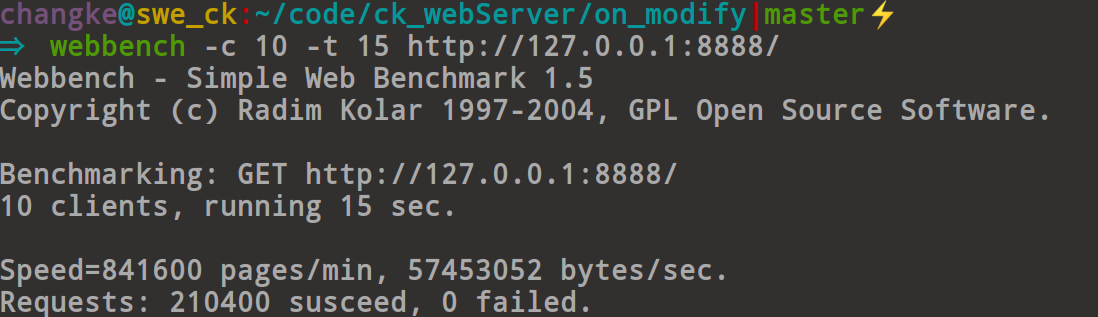 changke@swe_ck:~/code/ck_webServer/on_modify|master⚡
⇒ webbench -c 10 -t 15 http://127.0.0.1:8888/
Webbench - Simple Web Benchmark 1.5
Copyright (c) Radim Kolar 1997-2004, GPL Open Source Software.
Benchmarking: GET http://127.0.0.1:8888/
10 clients, running 15 sec.
Speed=841600 pages/min, 57453052 bytes/sec.
Requests: 210400 susceed, 0 failed.